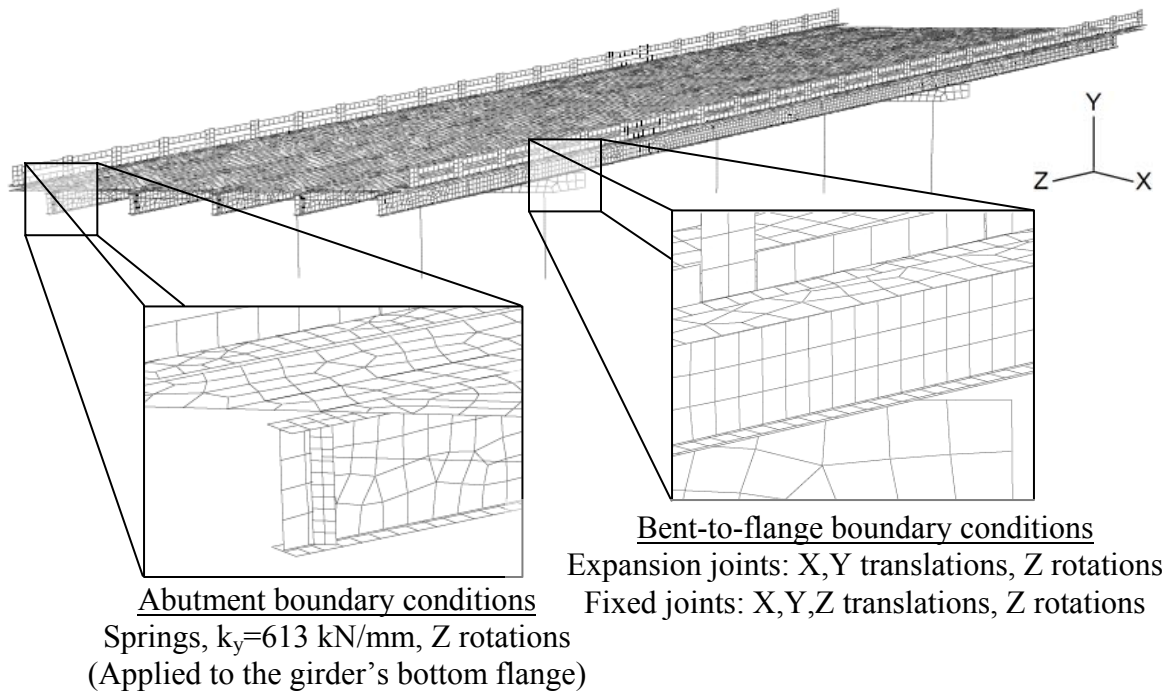 Y
Z
X
Bent-to-flange boundary conditions
Expansion joints: X,Y translations, Z rotations
Fixed joints: X,Y,Z translations, Z rotations
Abutment boundary conditions
Springs, ky=613 kN/mm, Z rotations
(Applied to the girder’s bottom flange)